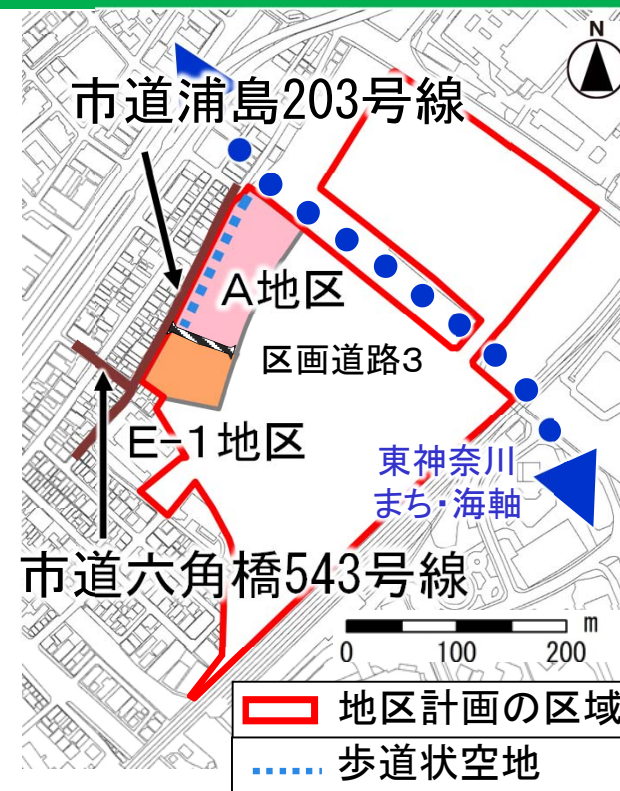 N
市道浦島203号線
A地区
区画道路3
E-1地区
東神奈川
まち・海軸
市道六角橋543号線
m
0 100 200
地区計画の区域
歩道状空地